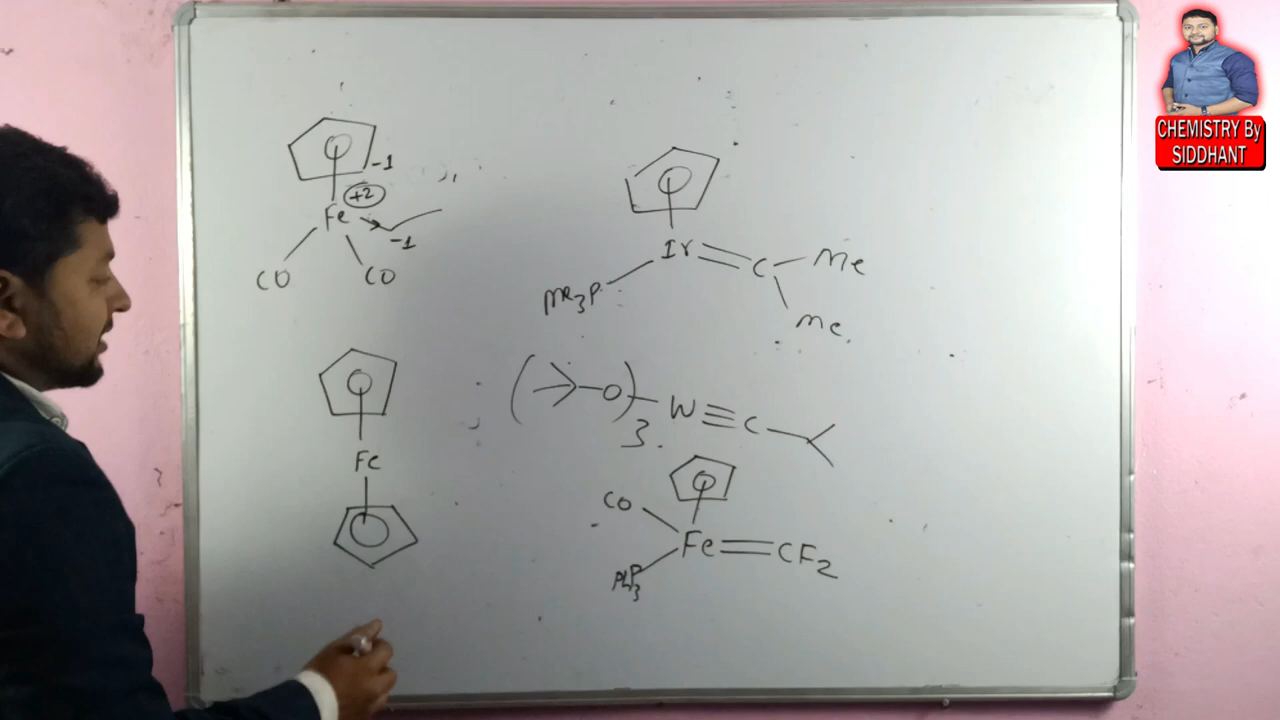 -1
+2
Fe
-1
CO CO
Fe
Ir=C Me
Me3P
Me
( O)3 W≡C
CO
Fe=CF2
Ph3P
CHEMISTRY By
SIDDHANT